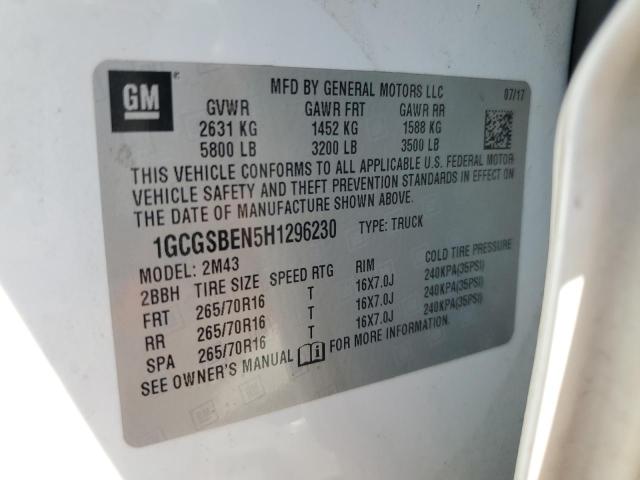 GM
MFD BY GENERAL MOTORS LLC 07/17
GVWR GAWR FRT GAWR RR
2631 KG 1452 KG 1588 KG
5800 LB 3200 LB 3500 LB
THIS VEHICLE CONFORMS TO ALL APPLICABLE U.S. FEDERAL MOTOR
VEHICLE SAFETY AND THEFT PREVENTION STANDARDS IN EFFECT ON
THE DATE OF MANUFACTURE SHOWN ABOVE.
1GCGSBEN5H1296230 TYPE: TRUCK
MODEL: 2M43
2BBH TIRE SIZE SPEED RTG RIM COLD TIRE PRESSURE
FRT 265/70R16 T 16X7.0J 240KPA(35PSI)
RR 265/70R16 T 16X7.0J 240KPA(35PSI)
SPA 265/70R16 T 16X7.0J 240KPA(35PSI)
SEE OWNER'S MANUAL FOR MORE INFORMATION.